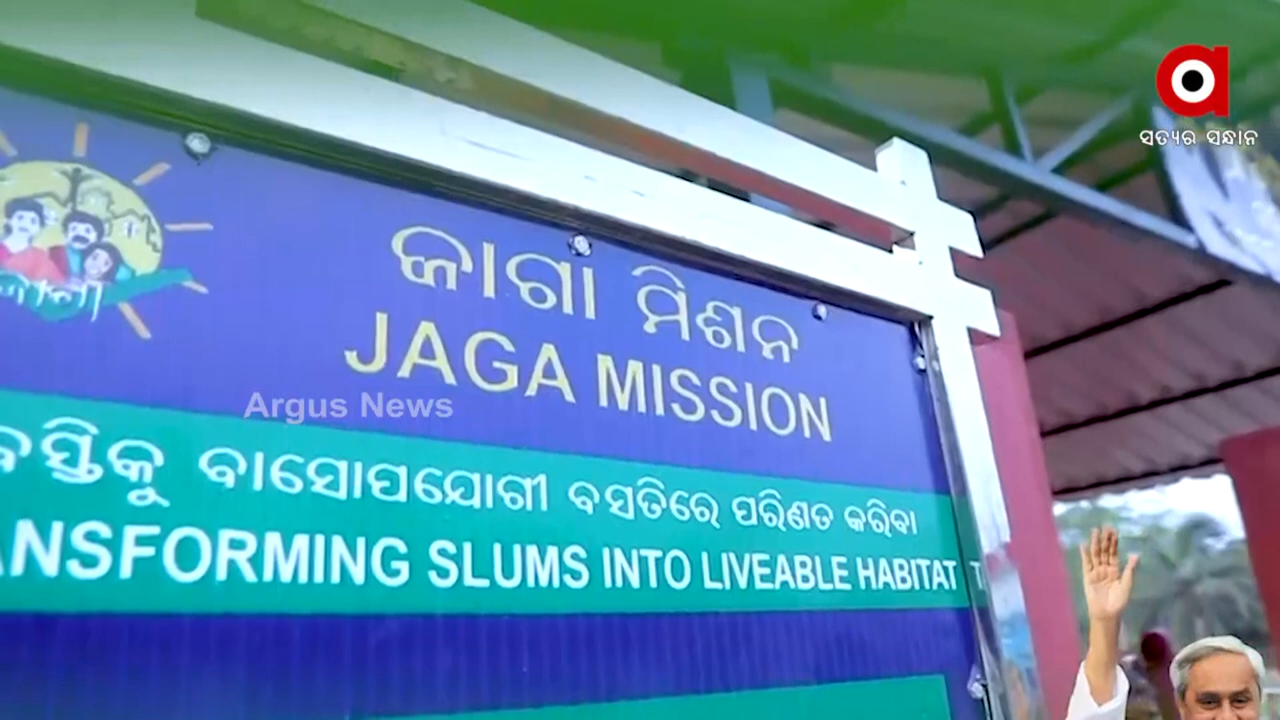 ସତ୍ୟର ସନ୍ଧାନ
ଜାଗା ମିଶନ
JAGA MISSION
Argus News
ବସ୍ତିକୁ ବାସୋପଯୋଗୀ ବସତିରେ ପରିଣତ କରିବା
ANSFORMING SLUMS INTO LIVEABLE HABITAT